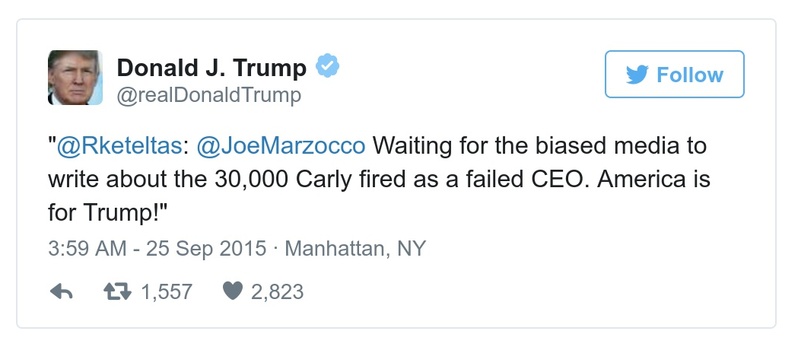 Donald J. Trump
@realDonaldTrump
Follow
"@Rketeltas: @JoeMarzocco Waiting for the biased media to
write about the 30,000 Carly fired as a failed CEO. America is
for Trump!"
3:59 AM - 25 Sep 2015 · Manhattan, NY
1,557 2,823